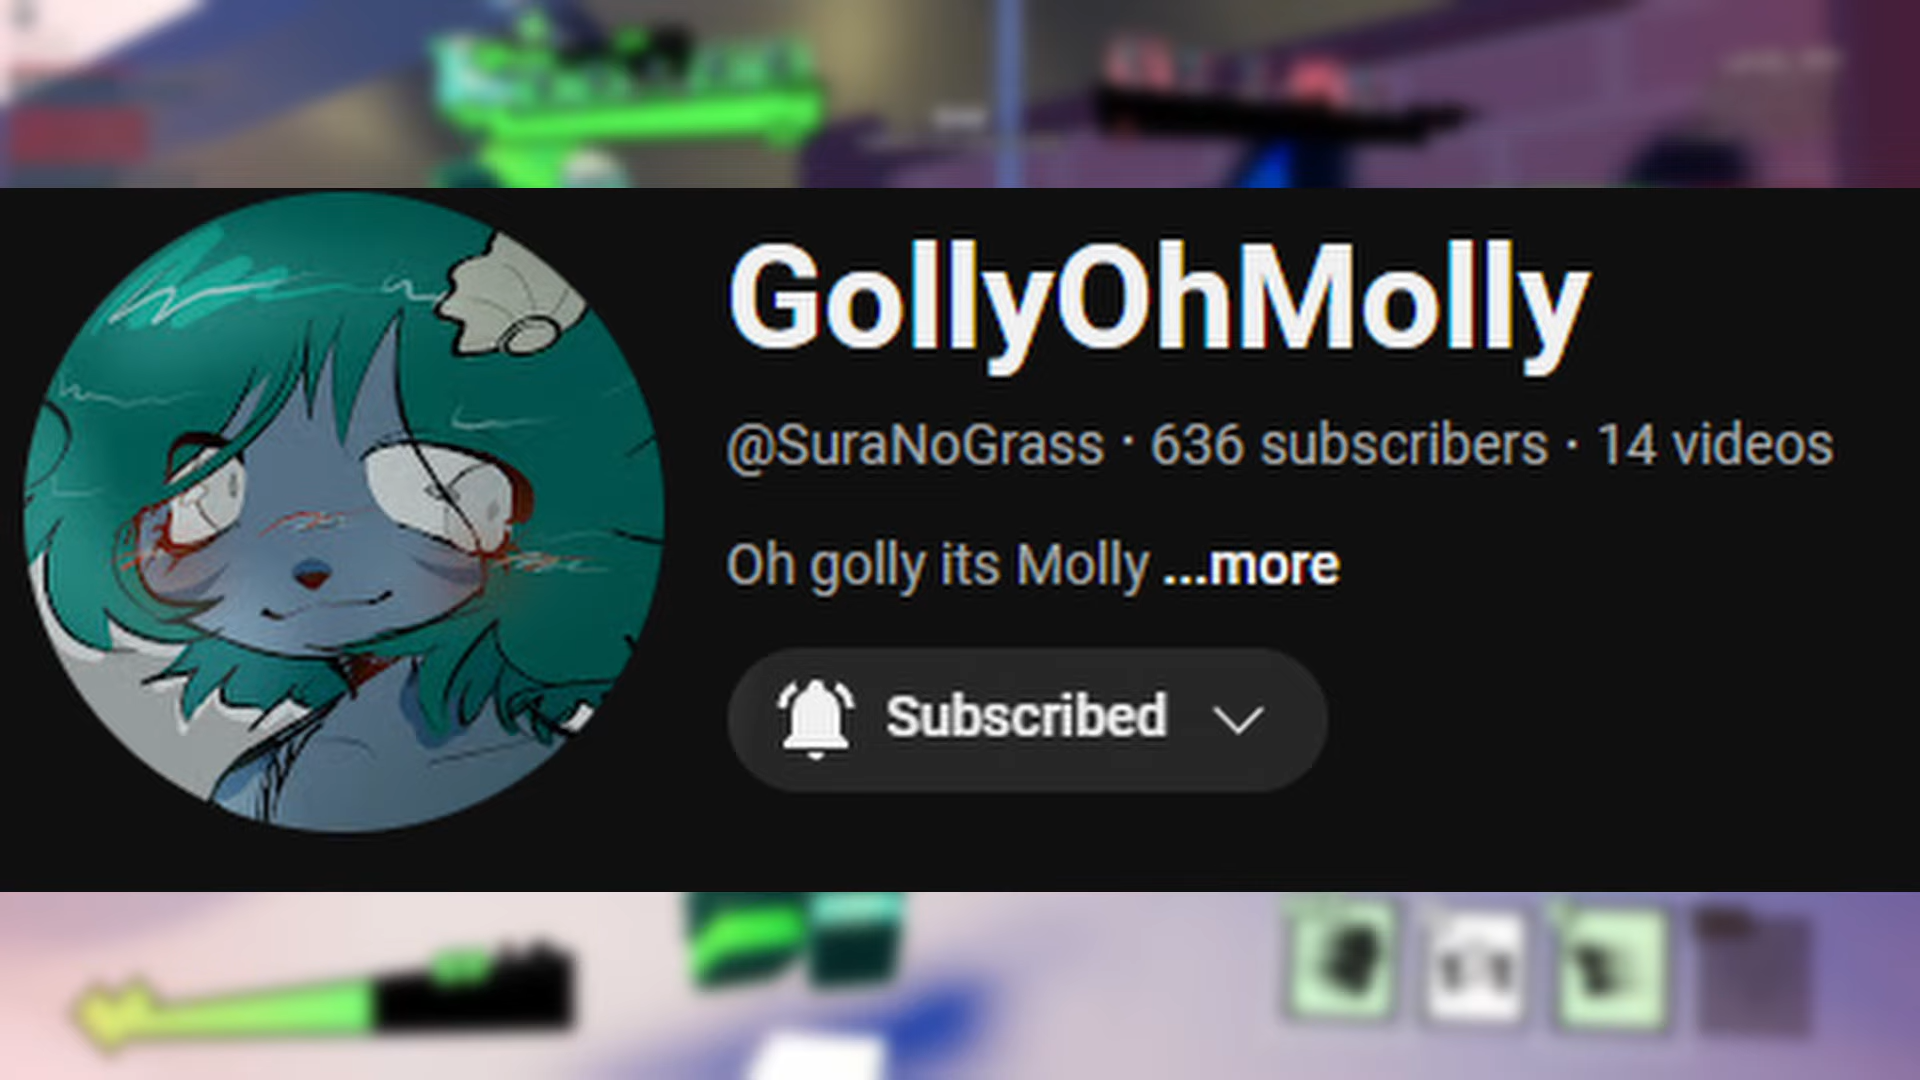 GollyOhMolly
@SuraNoGrass · 636 subscribers · 14 videos
Oh golly its Molly ...more
Subscribed